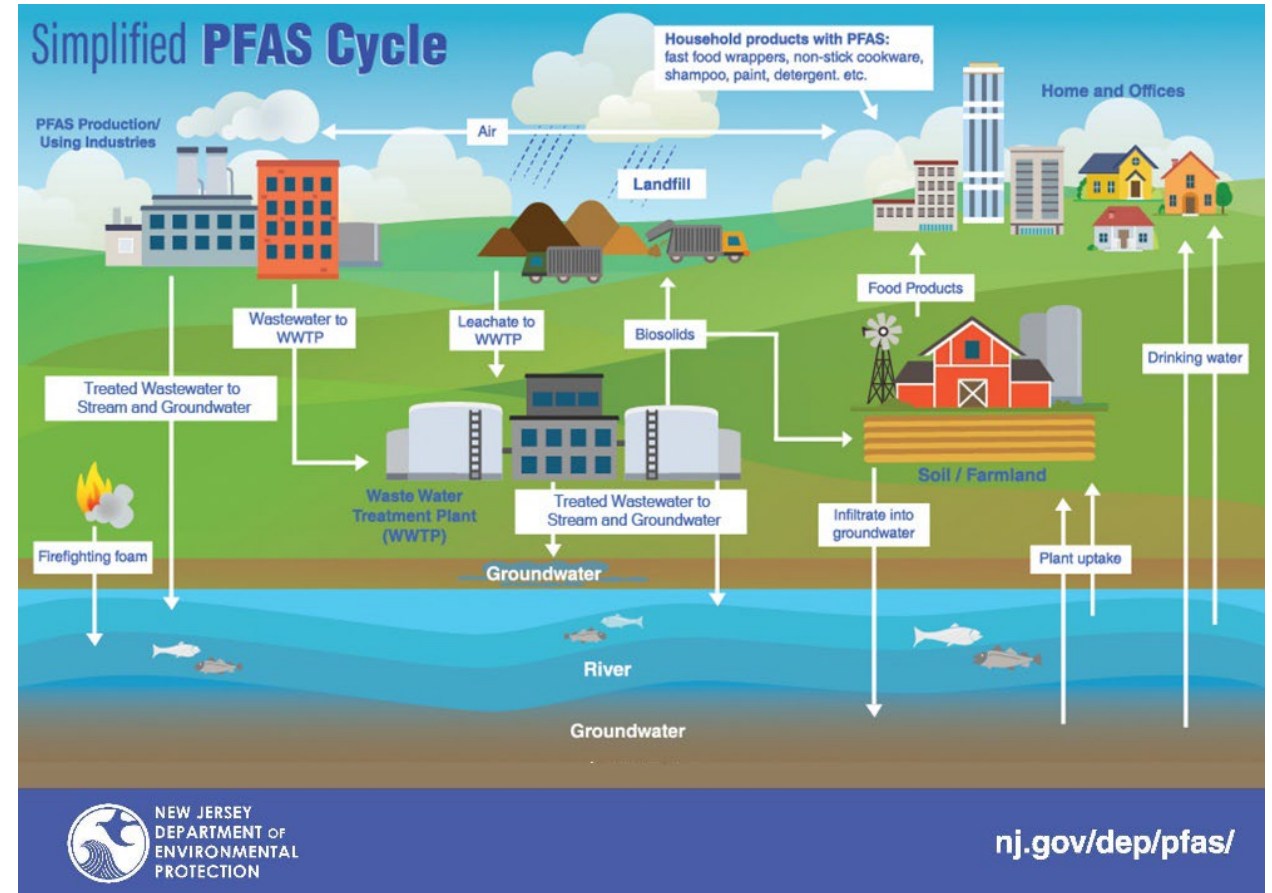 Simplified PFAS Cycle
Household products with PFAS:
fast food wrappers, non-stick cookware,
shampoo, paint, detergent. etc.
Home and Offices
PFAS Production/
Using Industries
Air
Landfill
Food Products
Wastewater to
WWTP
Leachate to
WWTP
Biosolids
Drinking water
Treated Wastewater to
Stream and Groundwater
Soil / Farmland
Waste Water
Treatment Plant
(WWTP)
Treated Wastewater to
Stream and Groundwater
Infiltrate into
groundwater
Firefighting foam
Plant uptake
Groundwater
River
Groundwater
NEW JERSEY
DEPARTMENT OF
ENVIRONMENTAL
PROTECTION
nj.gov/dep/pfas/